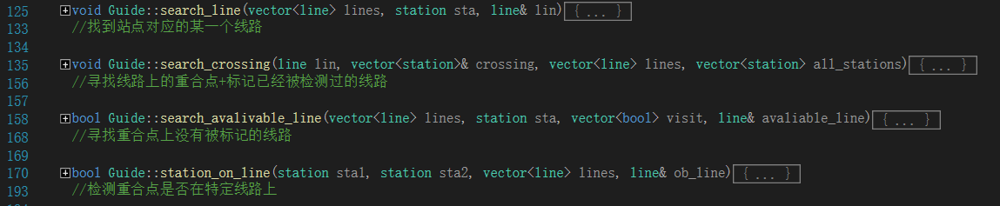 125 void Guide::search_line(vector<line> lines, station sta, line& lin){ ... }
133 //找到站点对应的某一个线路
134
135 void Guide::search_crossing(line lin, vector<station>& crossing, vector<line> lines, vector<station> all_stations){ ... }
156 //寻找线路上的重合点+标记已经被检测过的线路
157
158 bool Guide::search_avalivable_line(vector<line> lines, station sta, vector<bool> visit, line& avaliable_line){ ... }
168 //寻找重合点上没有被标记的线路
169
170 bool Guide::station_on_line(station sta1, station sta2, vector<line> lines, line& ob_line){ ... }
193 //检测重合点是否在特定线路上